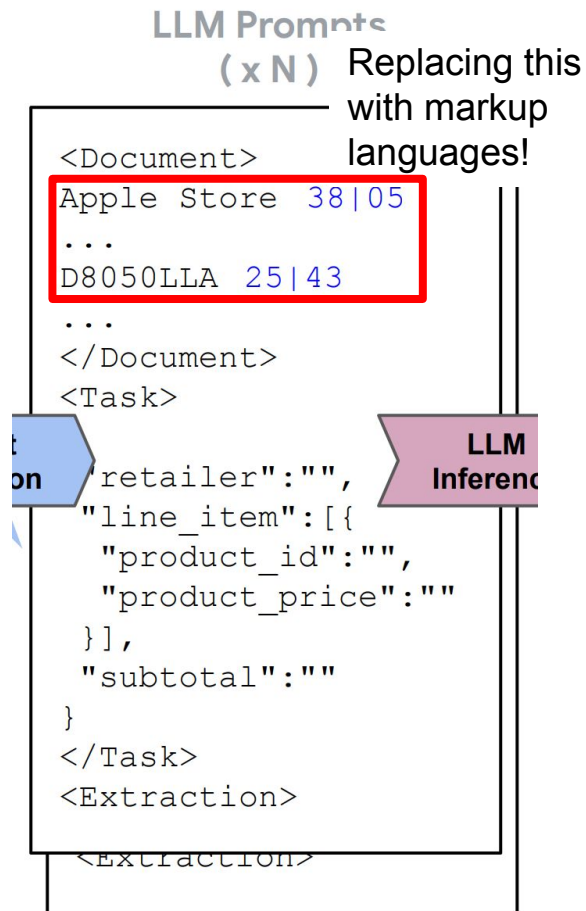 LLM Prompts
( x N )
Replacing this
with markup
languages!
<Document>
Apple Store 38|05
...
D8050LLA 25|43
...
</Document>
<Task>
LLM
"retailer":"",
"line_item":[{
"product_id":"",
"product_price":""
}],
"subtotal":""
}
</Task>
<Extraction>
<Extraction>